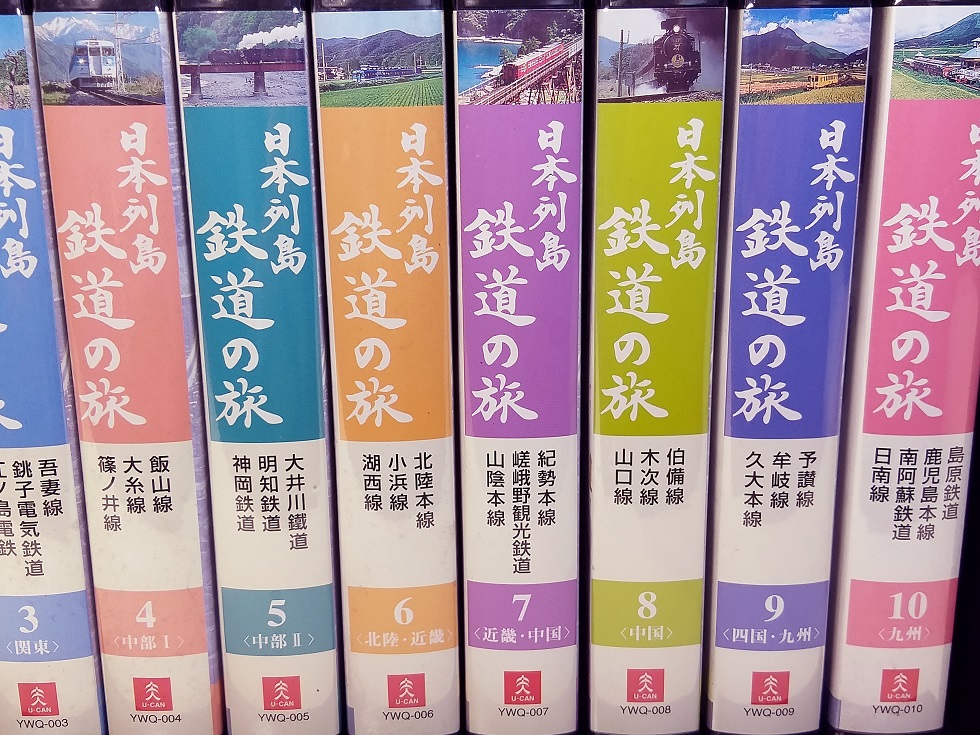 日本列島
鉄道の旅
吾妻線
銚子電気鉄道
江ノ島電鉄
3
〈関東〉
U-CAN
YWQ-003
日本列島
鉄道の旅
飯山線
大糸線
篠ノ井線
4
〈中部Ⅰ〉
U-CAN
YWQ-004
日本列島
鉄道の旅
大井川鐵道
明知鉄道
神岡鉄道
5
〈中部Ⅱ〉
U-CAN
YWQ-005
日本列島
鉄道の旅
北陸本線
小浜線
湖西線
6
〈北陸・近畿〉
U-CAN
YWQ-006
日本列島
鉄道の旅
紀勢本線
嵯峨野観光鉄道
山陰本線
7
〈近畿・中国〉
U-CAN
YWQ-007
日本列島
鉄道の旅
伯備線
木次線
山口線
8
〈中国〉
U-CAN
YWQ-008
日本列島
鉄道の旅
予讃線
牟岐線
久大本線
9
〈四国・九州〉
U-CAN
YWQ-009
日本列島
鉄道の旅
島原鉄道
鹿児島本線
南阿蘇鉄道
日南線
10
〈九州〉
U-CAN
YWQ-010